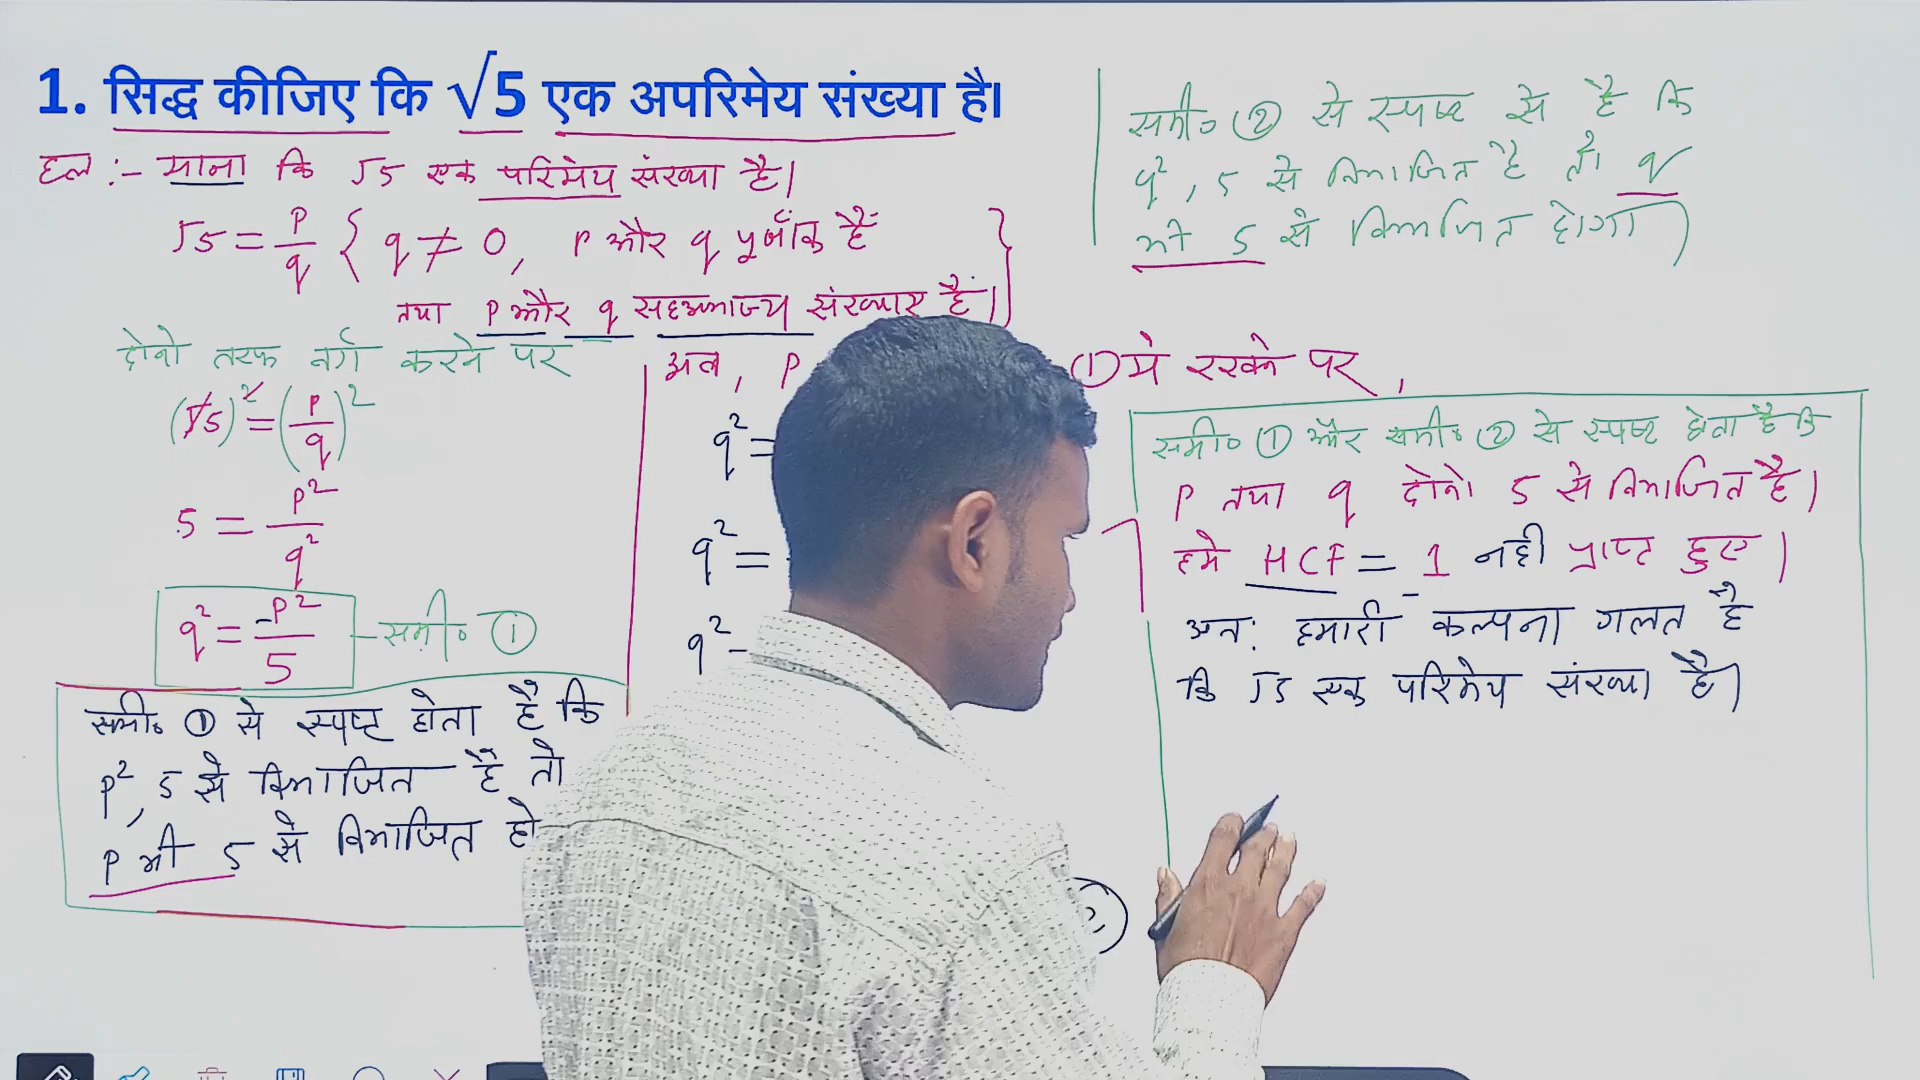 1. सिद्ध कीजिए कि √5 एक अपरिमेय संख्या है।
हल :- माना कि √5 एक परिमेय संख्या है।
√5 = p/q { q ≠ 0, p और q पूर्णांक है
तथा p और q सहअभाज्य संख्याए है। }
दोनो तरफ वर्ग करने पर
(√5)² = (p/q)²
5 = p²/q²
q² = p²/5 — समी० ①
समी० ① से स्पष्ट होता है कि
p², 5 से विभाजित है तो
p भी 5 से विभाजित हो
अब, p
① मे रखने पर,
q² =
q² =
q² -
②
समी० ② से स्पष्ट से है कि
q², 5 से विभाजित है तो q
भी 5 से विभाजित होगा
समी० ① और समी० ② से स्पष्ट होता है कि
p तथा q दोनो 5 से विभाजित है।
हमे HCF = 1 नही प्राप्ट हुए।
अत: हमारी कल्पना गलत है
कि √5 एक परिमेय संख्या है।